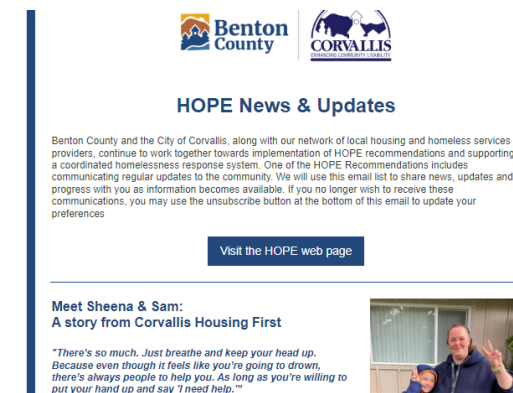 Benton
County
CORVALLIS
ENHANCING COMMUNITY LIVABILITY
HOPE News & Updates
Benton County and the City of Corvallis, along with our network of local housing and homeless services
providers, continue to work together towards implementation of HOPE recommendations and supporting
a coordinated homelessness response system. One of the HOPE Recommendations includes
communicating regular updates to the community. We will use this email list to share news, updates and
progress with you as information becomes available. If you no longer wish to receive these
communications, you may use the unsubscribe button at the bottom of this email to update your
preferences
Visit the HOPE web page
Meet Sheena & Sam:
A story from Corvallis Housing First
"There's so much. Just breathe and keep your head up.
Because even though it feels like you're going to drown,
there's always people to help you. As long as you're willing to
put your hand up and say 'I need help.'"